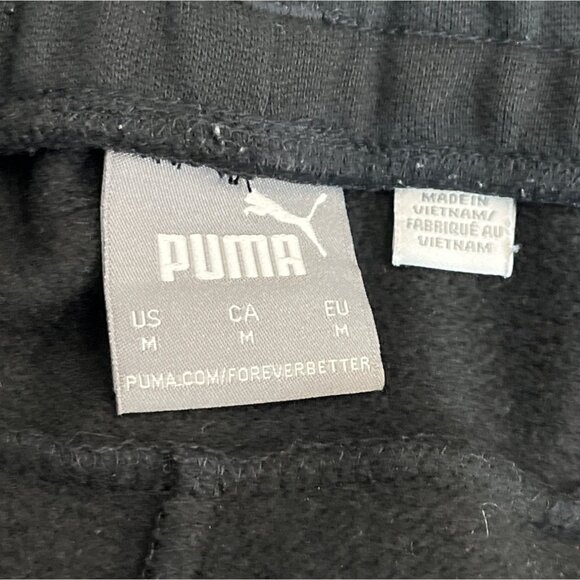 PUMA
US CA EU
M M M
PUMA.COM/FOREVERBETTER
MADE IN
VIETNAM/
FABRIQUÉ AU
VIETNAM